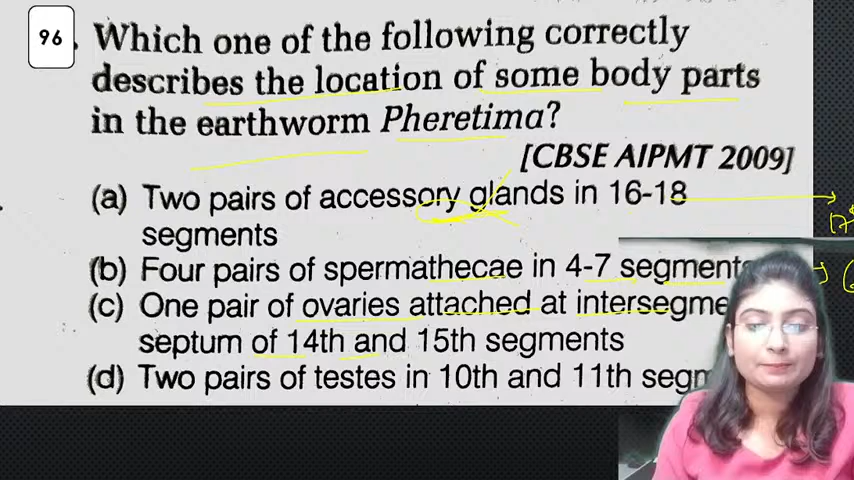 96
Which one of the following correctly
describes the location of some body parts
in the earthworm Pheretima?
[CBSE AIPMT 2009]
(a) Two pairs of accessory glands in 16-18
segments
(b) Four pairs of spermathecae in 4-7 segments
(c) One pair of ovaries attached at
septum of 14th and 15th segments
(d) Two pairs of testes in 10th and 11th